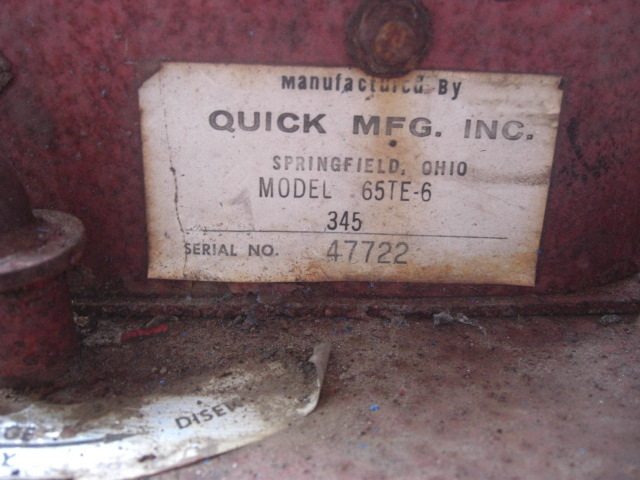 Manufactured By
QUICK MFG. INC.
SPRINGFIELD, OHIO
MODEL 65TE-6
345
SERIAL NO. 47722